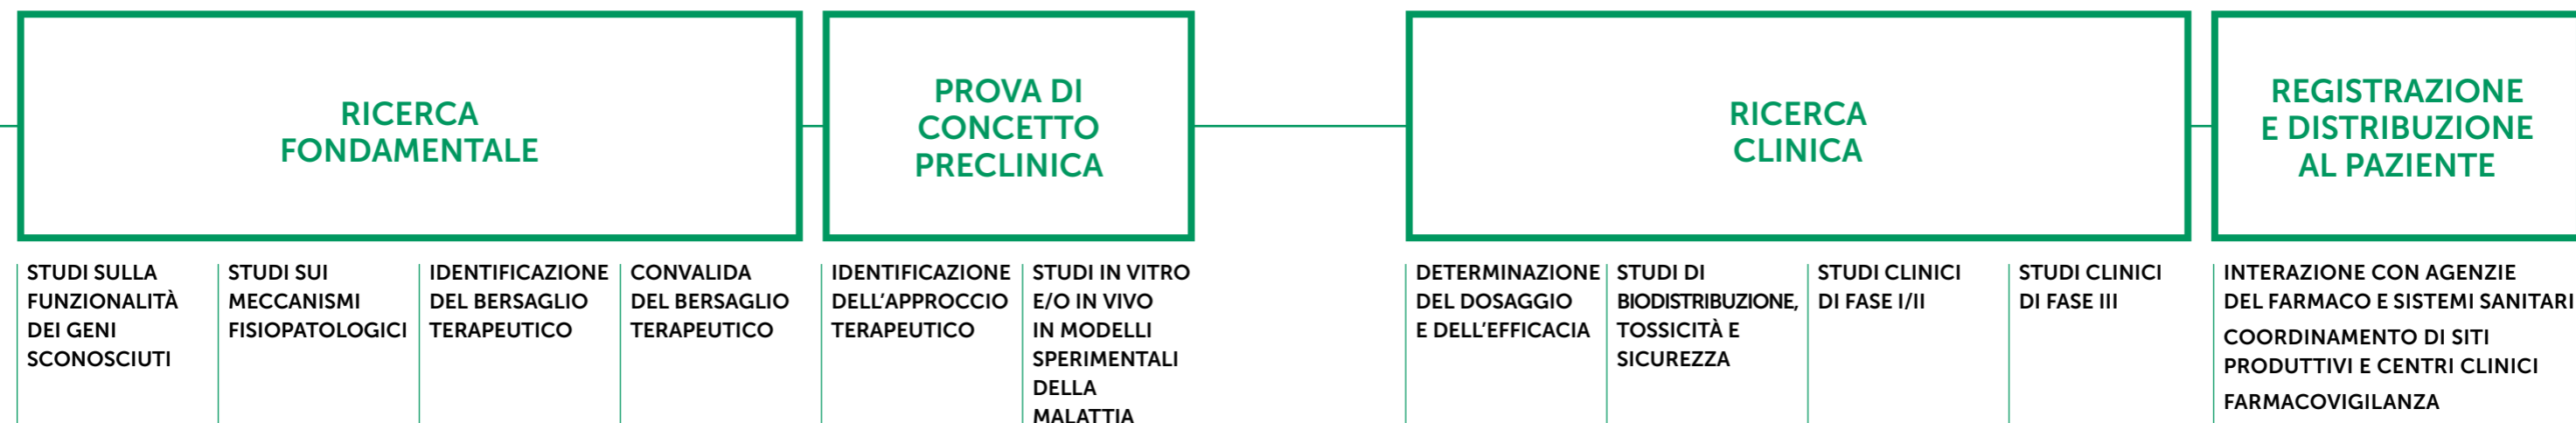 RICERCA
FONDAMENTALE
PROVA DI
CONCETTO
PRECLINICA
RICERCA
CLINICA
REGISTRAZIONE
E DISTRIBUZIONE
AL PAZIENTE
STUDI SULLA
FUNZIONALITÀ
DEI GENI
SCONOSCIUTI
STUDI SUI
MECCANISMI
FISIOPATOLOGICI
IDENTIFICAZIONE
DEL BERSAGLIO
TERAPEUTICO
CONVALIDA
DEL BERSAGLIO
TERAPEUTICO
IDENTIFICAZIONE
DELL'APPROCCIO
TERAPEUTICO
STUDI IN VITRO
E/O IN VIVO
IN MODELLI
SPERIMENTALI
DELLA
MALATTIA
DETERMINAZIONE
DEL DOSAGGIO
E DELL'EFFICACIA
STUDI DI
BIODISTRIBUZIONE,
TOSSICITÀ E
SICUREZZA
STUDI CLINICI
DI FASE I/II
STUDI CLINICI
DI FASE III
INTERAZIONE CON AGENZIE
DEL FARMACO E SISTEMI SANITARI
COORDINAMENTO DI SITI
PRODUTTIVI E CENTRI CLINICI
FARMACOVIGILANZA